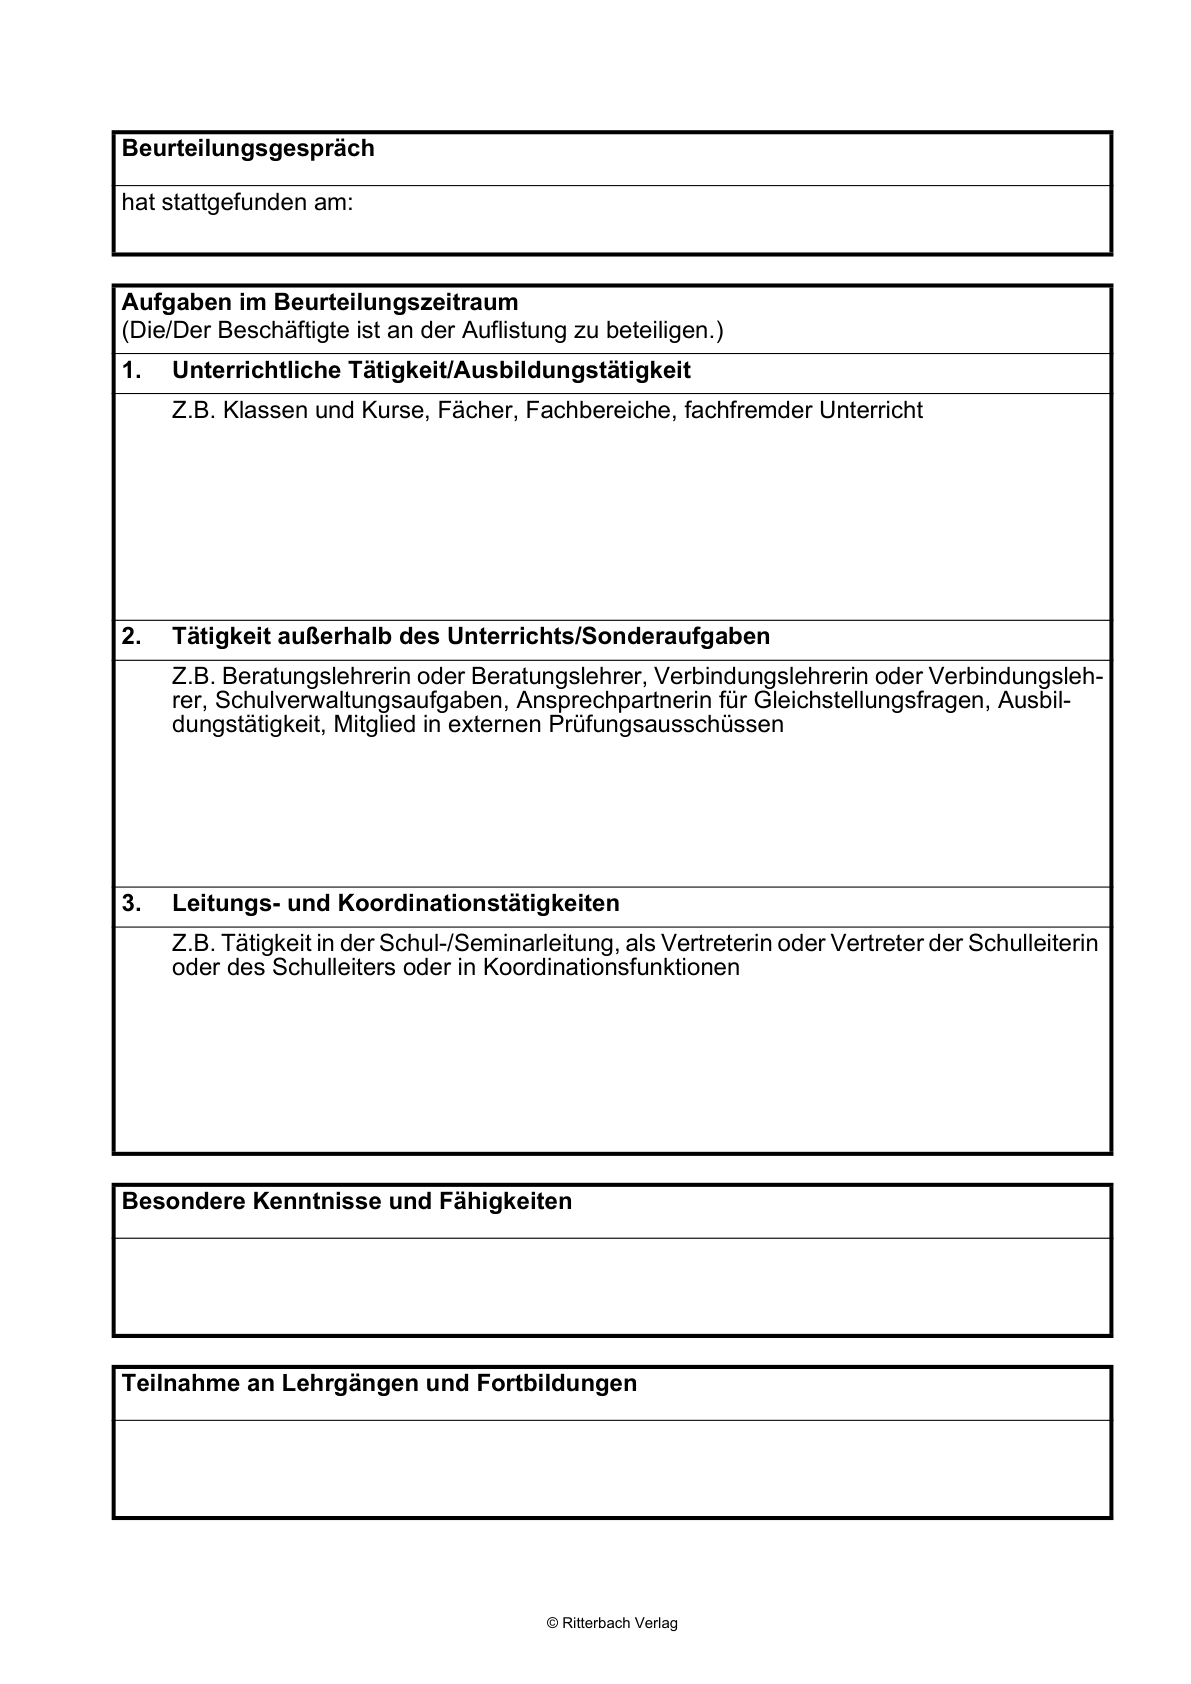 Beurteilungsgespräch
hat stattgefunden am:
Aufgaben im Beurteilungszeitraum
(Die/Der Beschäftigte ist an der Auflistung zu beteiligen.)
1. Unterrichtliche Tätigkeit/Ausbildungstätigkeit
Z.B. Klassen und Kurse, Fächer, Fachbereiche, fachfremder Unterricht
2. Tätigkeit außerhalb des Unterrichts/Sonderaufgaben
Z.B. Beratungslehrerin oder Beratungslehrer, Verbindungslehrerin oder Verbindungsleh-
rer, Schulverwaltungsaufgaben, Ansprechpartnerin für Gleichstellungsfragen, Ausbil-
dungstätigkeit, Mitglied in externen Prüfungsausschüssen
3. Leitungs- und Koordinationstätigkeiten
Z.B. Tätigkeit in der Schul-/Seminarleitung, als Vertreterin oder Vertreter der Schulleiterin
oder des Schulleiters oder in Koordinationsfunktionen
Besondere Kenntnisse und Fähigkeiten
Teilnahme an Lehrgängen und Fortbildungen
© Ritterbach Verlag